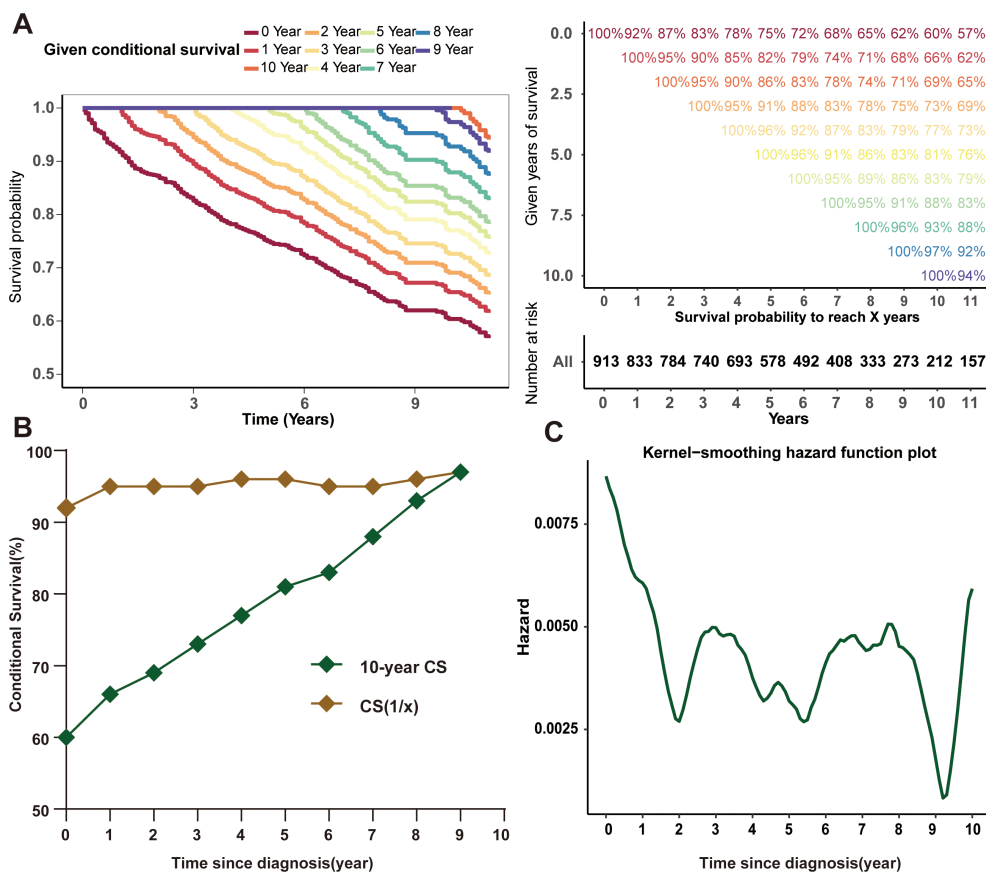 A
Given conditional survival
0 Year 2 Year 5 Year 8 Year
1 Year 3 Year 6 Year 9 Year
10 Year 4 Year 7 Year
Survival probability
1.0
0.9
0.8
0.7
0.6
0.5
0 3 6 9
Time (Years)
Given years of survival
0.0
2.5
5.0
7.5
10.0
100% 92% 87% 83% 78% 75% 72% 68% 65% 62% 60% 57%
100% 95% 90% 85% 82% 79% 74% 71% 68% 66% 62%
100% 95% 90% 86% 83% 78% 74% 71% 69% 65%
100% 95% 91% 88% 83% 78% 75% 73% 69%
100% 96% 92% 87% 83% 79% 77% 73%
100% 96% 91% 86% 83% 81% 76%
100% 95% 89% 86% 83% 79%
100% 95% 91% 88% 83%
100% 96% 93% 88%
100% 97% 92%
100% 94%
0 1 2 3 4 5 6 7 8 9 10 11
Survival probability to reach X years
Number at risk
All 913 833 784 740 693 578 492 408 333 273 212 157
0 1 2 3 4 5 6 7 8 9 10 11
Years
B
Conditional Survival(%)
100
90
80
70
60
50
10-year CS
CS(1/x)
0 1 2 3 4 5 6 7 8 9 10
Time since diagnosis(year)
C
Kernel−smoothing hazard function plot
Hazard
0.0075
0.0050
0.0025
0 1 2 3 4 5 6 7 8 9 10
Time since diagnosis(year)